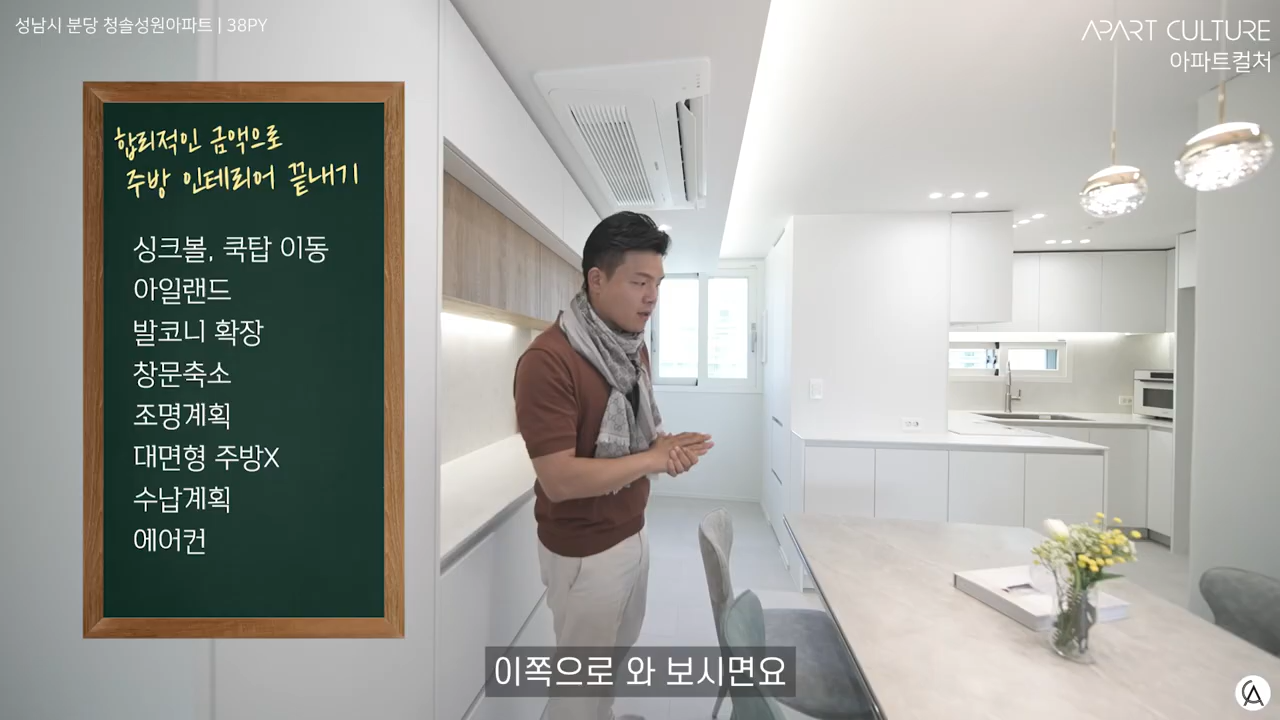 성남시 분당 청솔성원아파트 | 38PY
APART CULTURE
아파트컬처
합리적인 금액으로
주방 인테리어 끝내기
싱크볼, 쿡탑 이동
아일랜드
발코니 확장
창문축소
조명계획
대면형 주방X
수납계획
에어컨
이쪽으로 와 보시면요